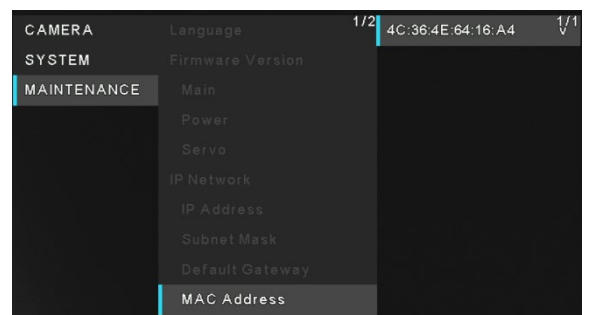 CAMERA
SYSTEM
MAINTENANCE
Language 1/2
Firmware Version
Main
Power
Servo
IP Network
IP Address
Subnet Mask
Default Gateway
MAC Address
4C:36:4E:64:16:A4 1/1